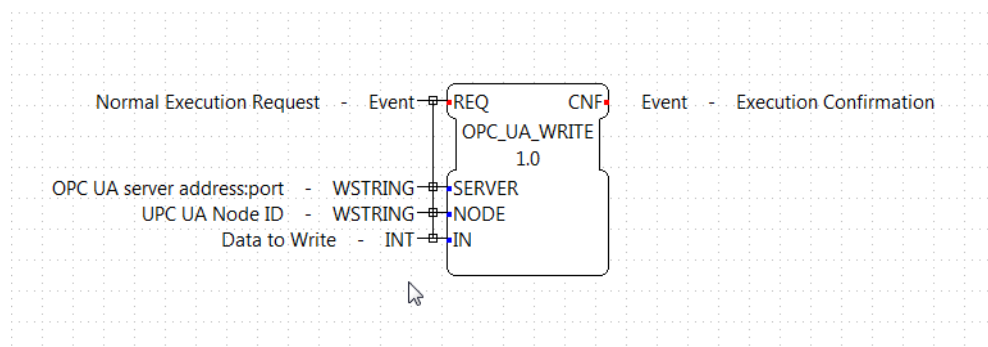 Normal Execution Request - Event REQ CNF Event - Execution Confirmation
OPC_UA_WRITE
1.0
OPC UA server address:port - WSTRING SERVER
UPC UA Node ID - WSTRING NODE
Data to Write - INT IN